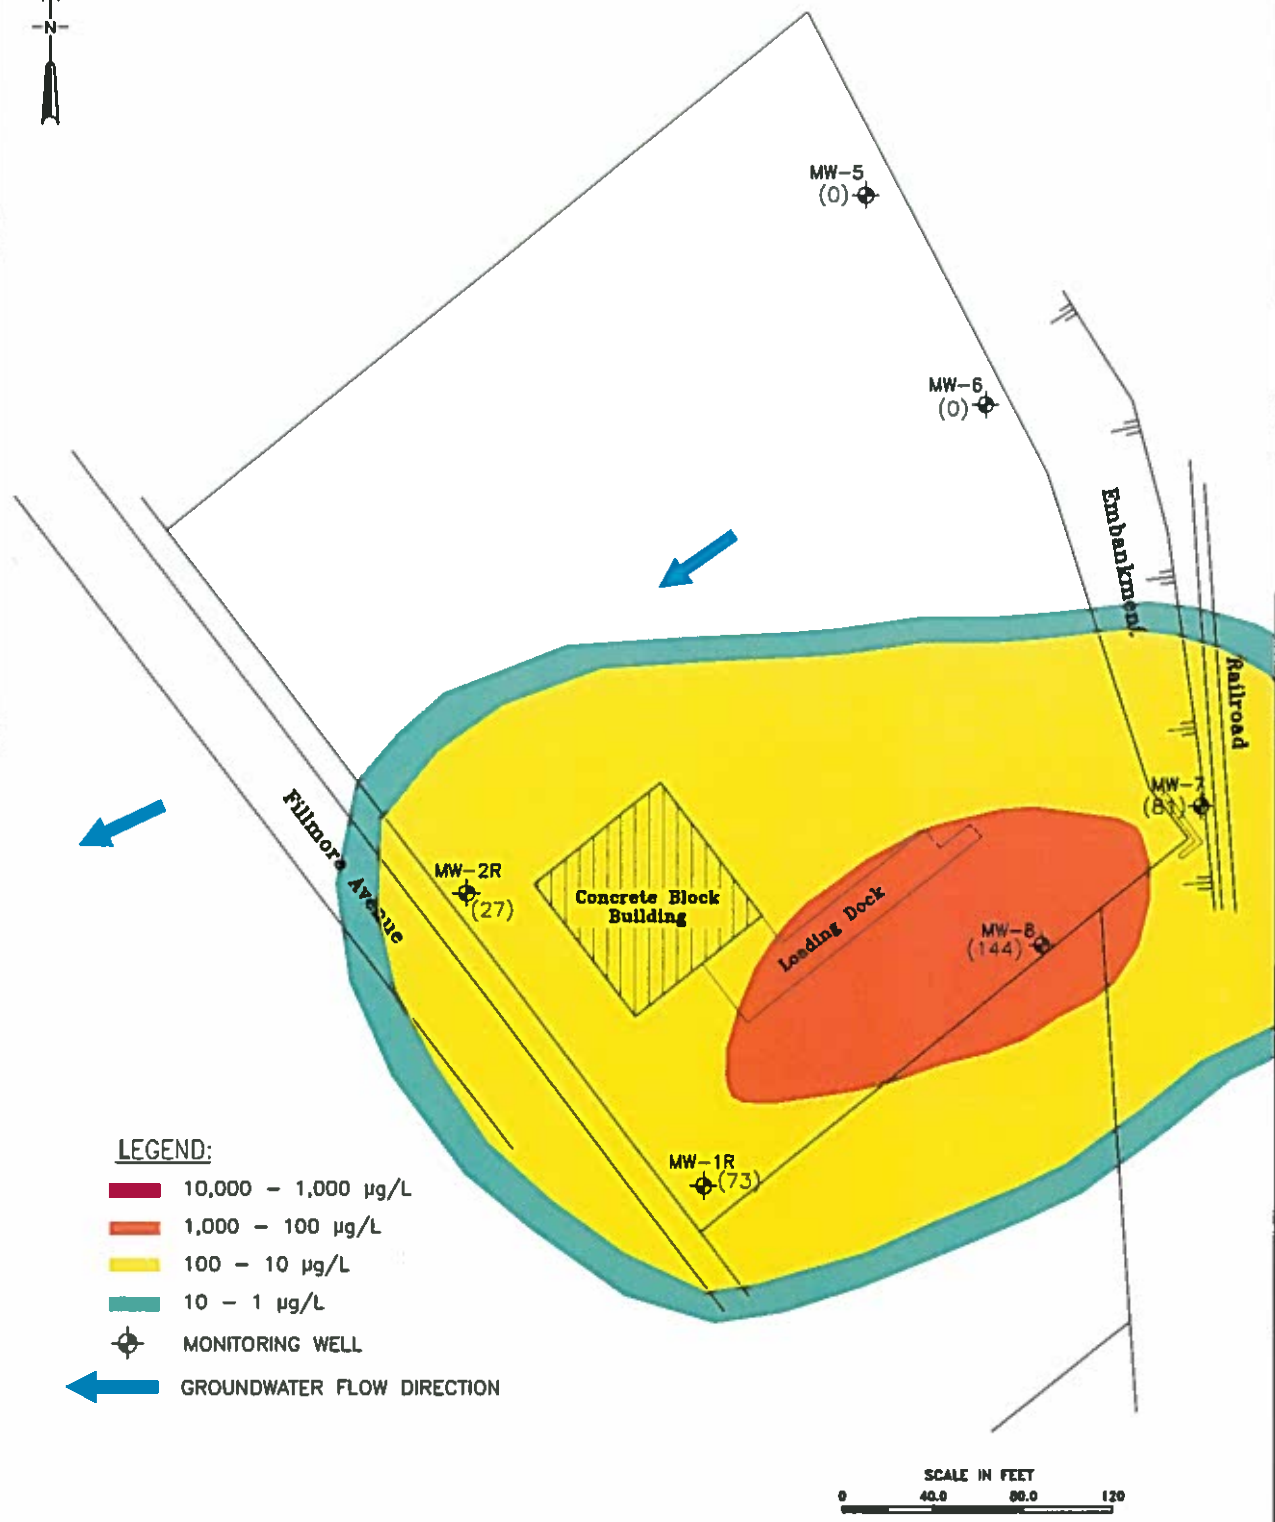 -N-
MW-5
(0)
MW-6
(0)
Embankment
Railroad
MW-7
(81)
Fillmore Avenue
MW-2R
(27)
Concrete Block
Building
Loading Dock
MW-8
(144)
MW-1R
(73)
LEGEND:
10,000 - 1,000 µg/L
1,000 - 100 µg/L
100 - 10 µg/L
10 - 1 µg/L
MONITORING WELL
GROUNDWATER FLOW DIRECTION
SCALE IN FEET
0 40.0 80.0 120